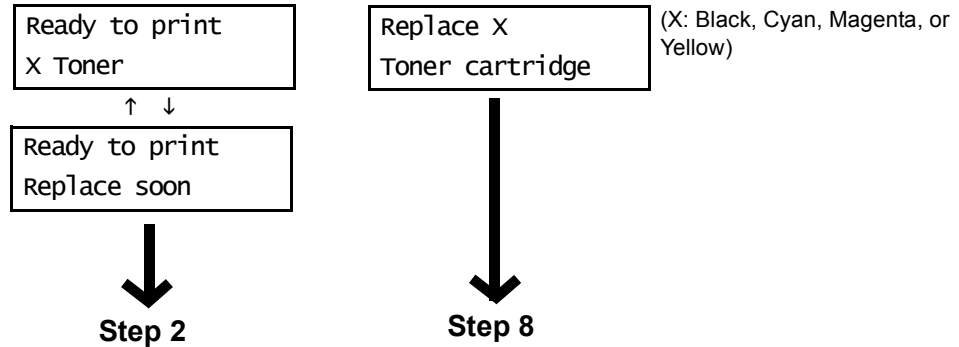 Ready to print
X Toner
↑ ↓
Ready to print
Replace soon
Step 2
Replace X
Toner cartridge
(X: Black, Cyan, Magenta, or
Yellow)
Step 8